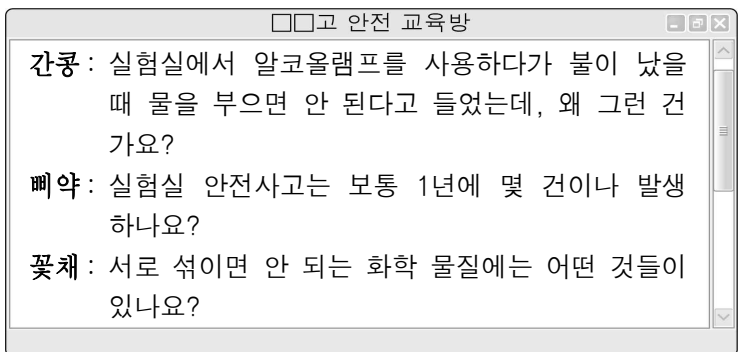 □□고 안전 교육방
간콩 : 실험실에서 알코올램프를 사용하다가 불이 났을
때 물을 부으면 안 된다고 들었는데, 왜 그런 건
가요?
삐약 : 실험실 안전사고는 보통 1년에 몇 건이나 발생
하나요?
꽃채 : 서로 섞이면 안 되는 화학 물질에는 어떤 것들이
있나요?